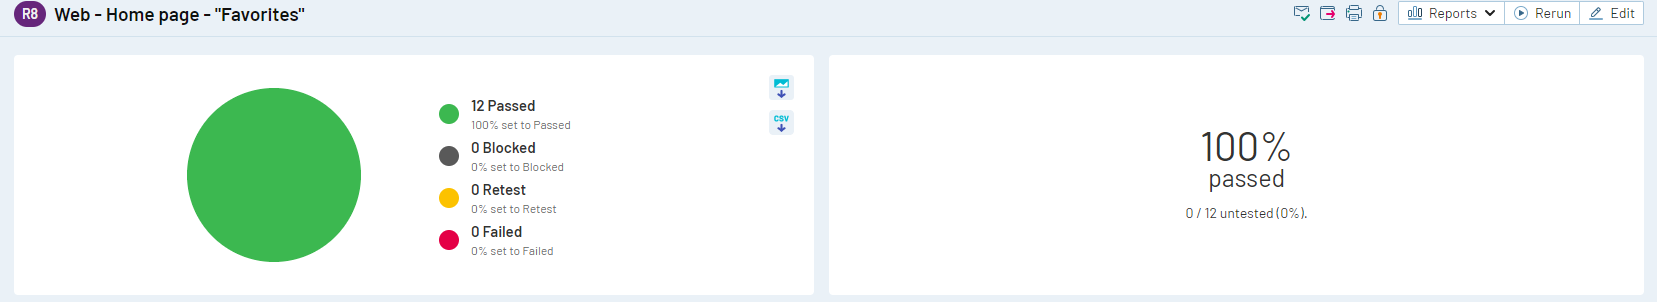 R8 Web - Home page - "Favorites"
Reports Rerun Edit
12 Passed
100% set to Passed
0 Blocked
0% set to Blocked
0 Retest
0% set to Retest
0 Failed
0% set to Failed
CSV
100%
passed
0 / 12 untested (0%).